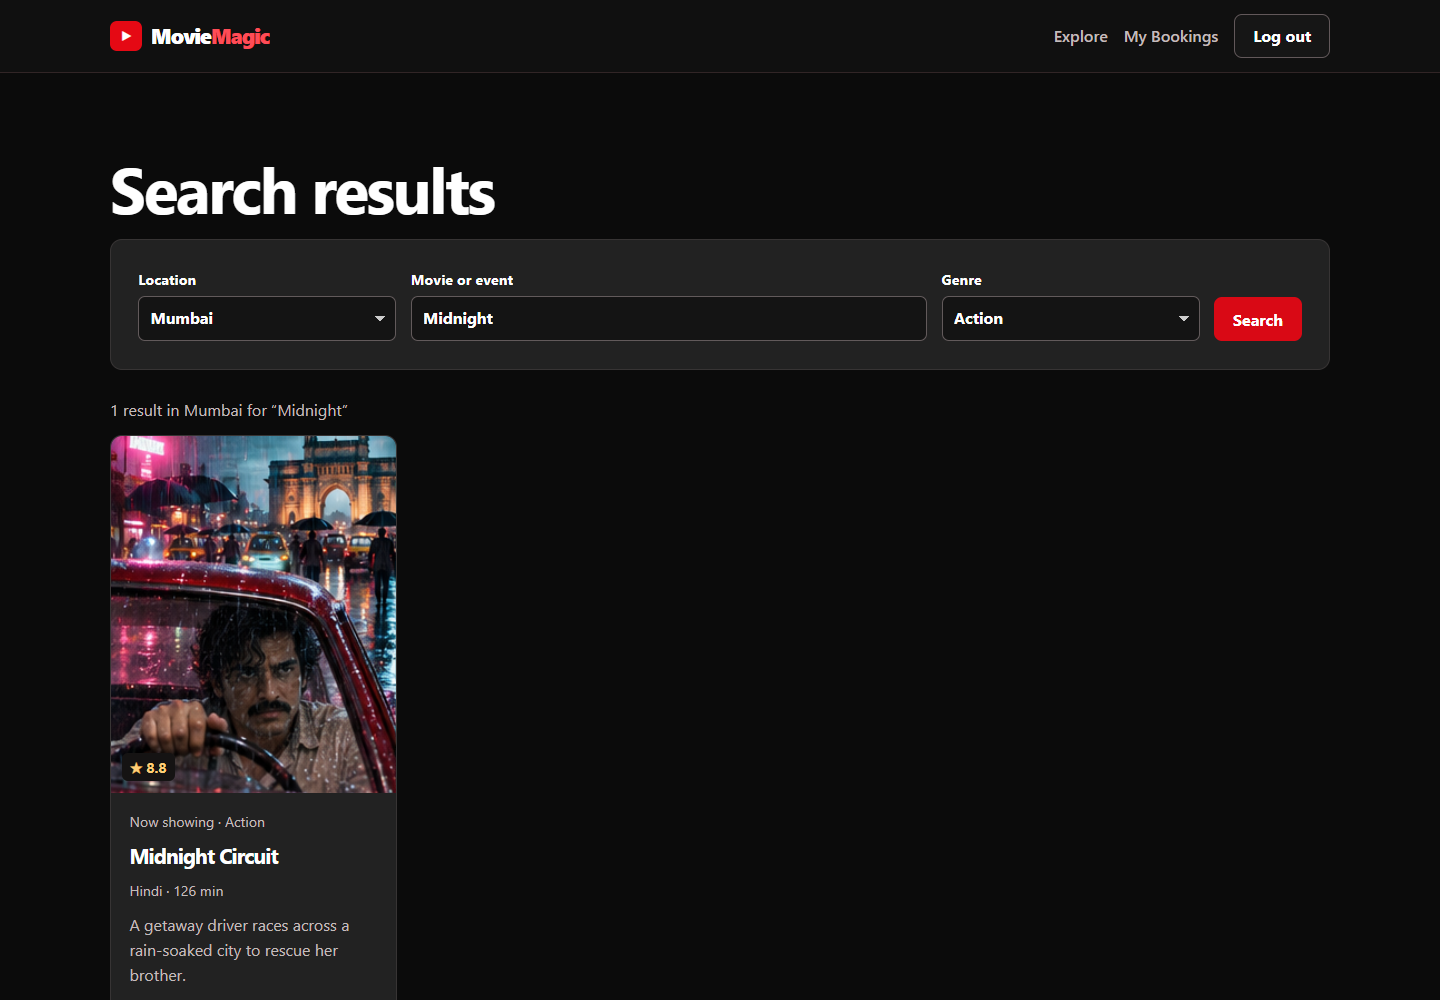 MovieMagic
Explore
My Bookings
Log out
Search results
Location
Movie or event
Genre
Mumbai
Midnight
Action
Search
1 result in Mumbai for “Midnight”
★ 8.8
Now showing · Action
Midnight Circuit
Hindi · 126 min
A getaway driver races across a
rain-soaked city to rescue her
brother.